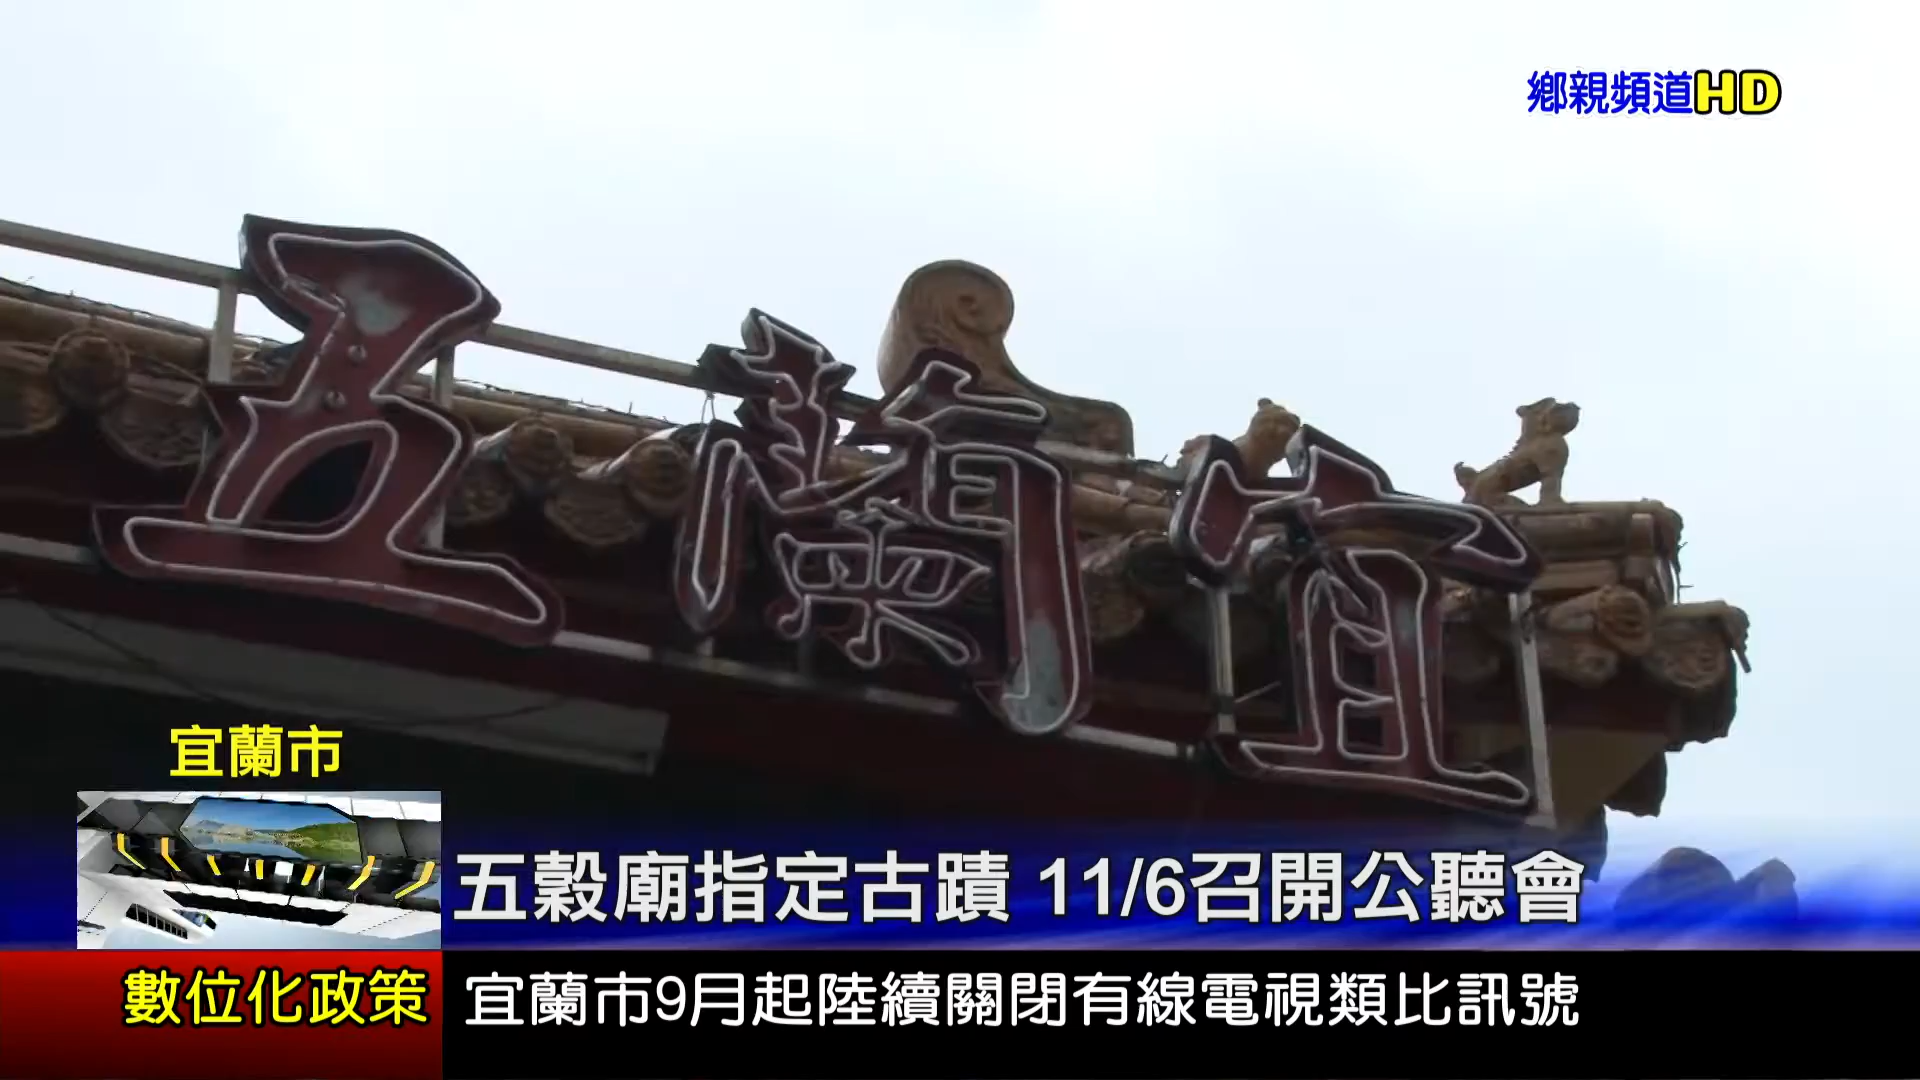 鄉親頻道HD
五蘭宜
宜蘭市
五穀廟指定古蹟 11/6召開公聽會
數位化政策 宜蘭市9月起陸續關閉有線電視類比訊號